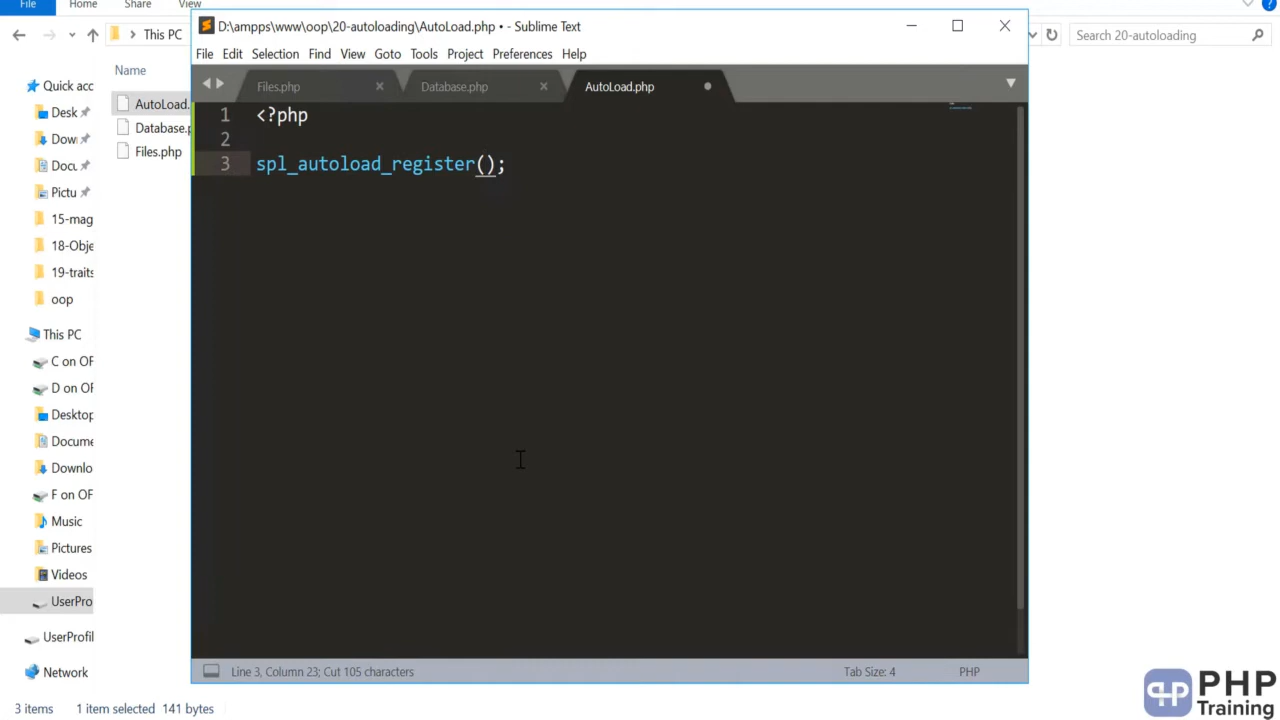 File Home Share View
D:\ampps\www\oop\20-autoloading\AutoLoad.php • - Sublime Text
This PC
Search 20-autoloading
File Edit Selection Find View Goto Tools Project Preferences Help
Name
Files.php Database.php AutoLoad.php
Quick acc
AutoLoad.
Desk
Database.p
Dow
Files.php
Docu
Pictu
15-mag
18-Obje
19-traits
oop
This PC
C on OF
D on OF
Desktop
Docume
Downlo
F on OF
Music
Pictures
Videos
UserPro
UserProfil
Network
1 <?php
2
3 spl_autoload_register();
Line 3, Column 23; Cut 105 characters
Tab Size: 4
PHP
3 items 1 item selected 141 bytes
php
PHP
Training